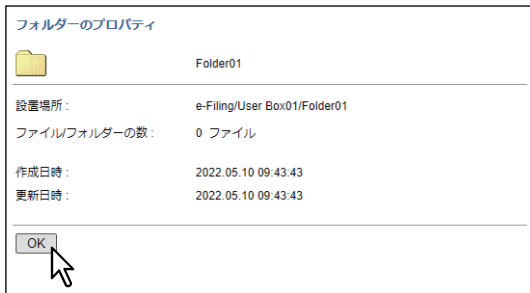 フォルダーのプロパティ
Folder01
設置場所 : e-Filing/User Box01/Folder01
ファイル/フォルダーの数 : 0 ファイル
作成日時 : 2022.05.10 09:43:43
更新日時 : 2022.05.10 09:43:43
OK